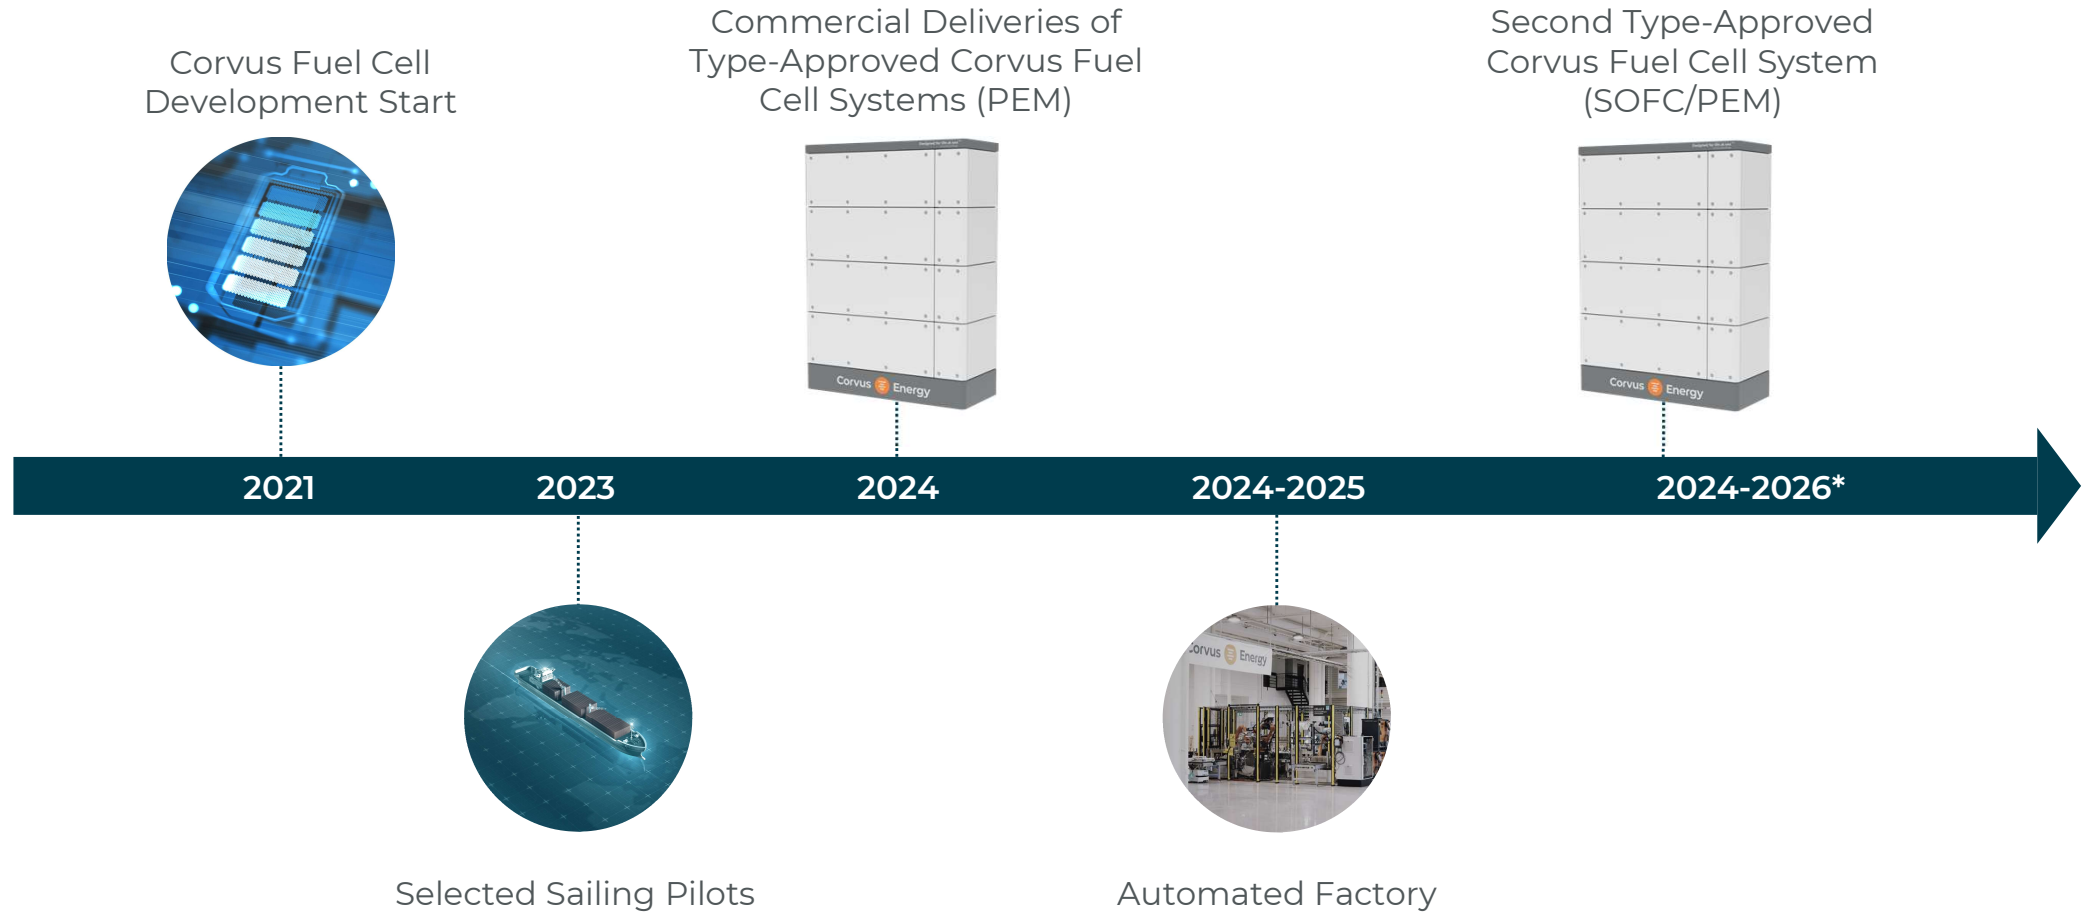 Corvus Fuel Cell
Development Start
Commercial Deliveries of
Type-Approved Corvus Fuel
Cell Systems (PEM)
Second Type-Approved
Corvus Fuel Cell System
(SOFC/PEM)
Corvus Energy
Corvus Energy
2021
2023
2024
2024-2025
2024-2026*
orvus Energy
Selected Sailing Pilots
Automated Factory